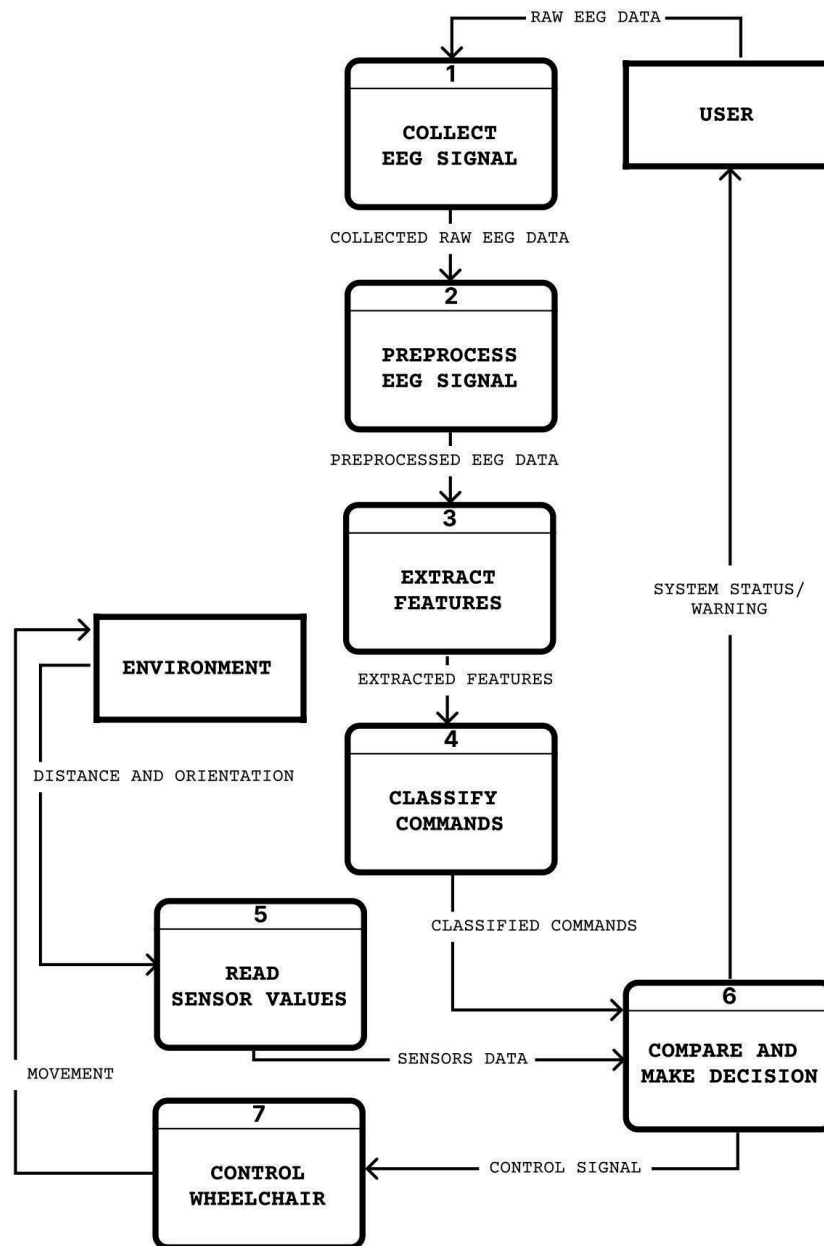 RAW EEG DATA
1
COLLECT
EEG SIGNAL
USER
COLLECTED RAW EEG DATA
2
PREPROCESS
EEG SIGNAL
PREPROCESSED EEG DATA
3
EXTRACT
FEATURES
SYSTEM STATUS/
WARNING
ENVIRONMENT
EXTRACTED FEATURES
4
CLASSIFY
COMMANDS
DISTANCE AND ORIENTATION
5
READ
SENSOR VALUES
CLASSIFIED COMMANDS
6
COMPARE AND
MAKE DECISION
SENSORS DATA
MOVEMENT
7
CONTROL
WHEELCHAIR
CONTROL SIGNAL